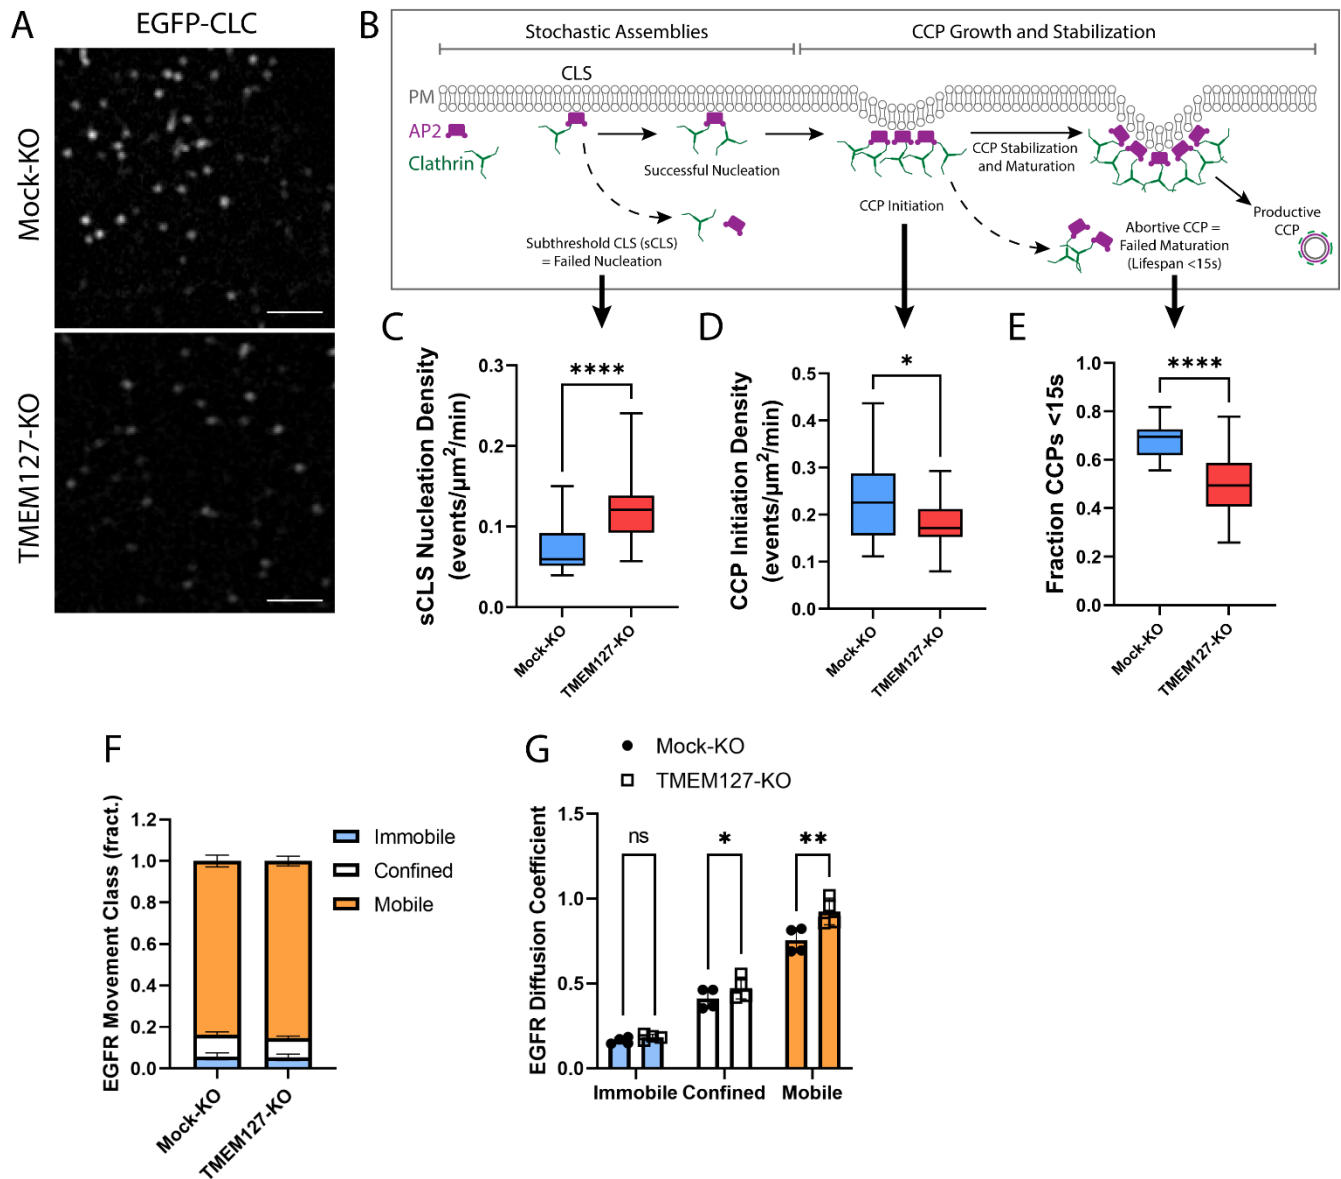 A
EGFP-CLC
Mock-KO
TMEM127-KO
B
Stochastic Assemblies
CCP Growth and Stabilization
CLS
PM
AP2
Clathrin
Successful Nucleation
CCP Stabilization
and Maturation
CCP Initiation
Subthreshold CLS (sCLS)
= Failed Nucleation
Abortive CCP =
Failed Maturation
(Lifespan <15s)
Productive
CCP
C
sCLS Nucleation Density
(events/µm²/min)
0.3
0.2
0.1
0.0
****
Mock-KO
TMEM127-KO
D
CCP Initiation Density
(events/µm²/min)
0.5
0.4
0.3
0.2
0.1
0.0
*
Mock-KO
TMEM127-KO
E
Fraction CCPs <15s
1.0
0.8
0.6
0.4
0.2
0.0
****
Mock-KO
TMEM127-KO
F
EGFR Movement Class (fract.)
1.2
1.0
0.8
0.6
0.4
0.2
0.0
Mock-KO
TMEM127-KO
Immobile
Confined
Mobile
G
Mock-KO
TMEM127-KO
EGFR Diffusion Coefficient
1.5
1.0
0.5
0.0
ns
*
**
Immobile
Confined
Mobile